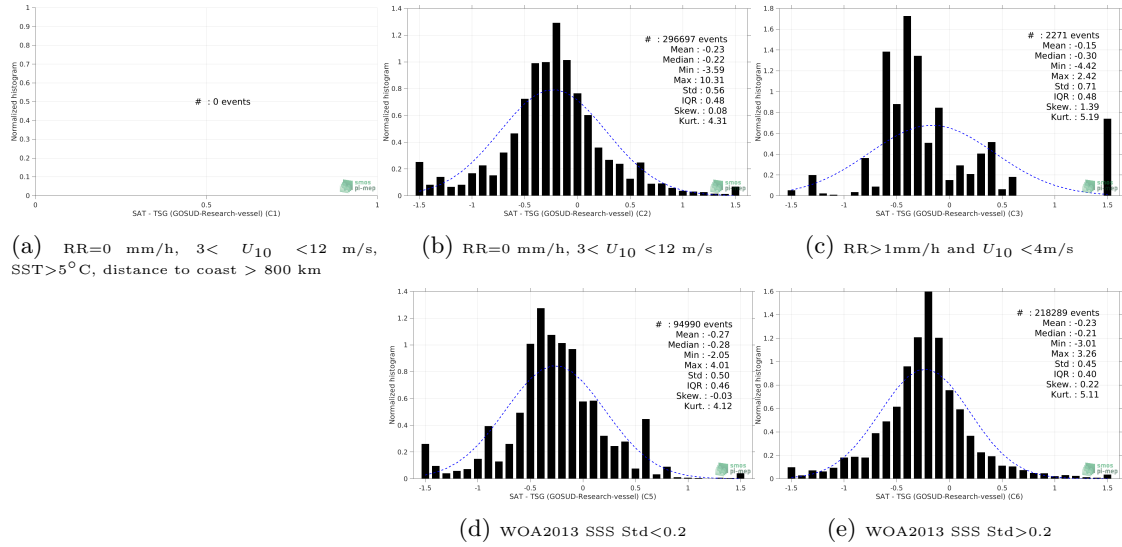 1
0.9
0.8
0.7
0.6
0.5
0.4
0.3
0.2
0.1
0
Normalized histogram
# : 0 events
0 0.5 1
SAT - TSG (GOSUD-Research-vessel) (C1)
smos
pi-mep
(a) RR=0 mm/h, 3< U10 <12 m/s,
SST>5°C, distance to coast > 800 km
1.4
1.2
1
0.8
0.6
0.4
0.2
0
Normalized histogram
# : 296697 events
Mean : -0.23
Median : -0.22
Min : -3.59
Max : 10.31
Std : 0.56
IQR : 0.48
Skew. : 0.08
Kurt. : 4.31
-1.5 -1 -0.5 0 0.5 1 1.5
SAT - TSG (GOSUD-Research-vessel) (C2)
smos
pi-mep
(b) RR=0 mm/h, 3< U10 <12 m/s
1.8
1.6
1.4
1.2
1
0.8
0.6
0.4
0.2
0
Normalized histogram
# : 2271 events
Mean : -0.15
Median : -0.30
Min : -4.42
Max : 2.42
Std : 0.71
IQR : 0.48
Skew. : 1.39
Kurt. : 5.19
-1.5 -1 -0.5 0 0.5 1 1.5
SAT - TSG (GOSUD-Research-vessel) (C3)
smos
pi-mep
(c) RR>1mm/h and U10 <4m/s
1.4
1.2
1
0.8
0.6
0.4
0.2
0
Normalized histogram
# : 94990 events
Mean : -0.27
Median : -0.28
Min : -2.05
Max : 4.01
Std : 0.50
IQR : 0.46
Skew. : -0.03
Kurt. : 4.12
-1.5 -1 -0.5 0 0.5 1 1.5
SAT - TSG (GOSUD-Research-vessel) (C5)
smos
pi-mep
(d) WOA2013 SSS Std<0.2
1.6
1.4
1.2
1
0.8
0.6
0.4
0.2
0
Normalized histogram
# : 218289 events
Mean : -0.23
Median : -0.21
Min : -3.01
Max : 3.26
Std : 0.45
IQR : 0.40
Skew. : 0.22
Kurt. : 5.11
-1.5 -1 -0.5 0 0.5 1 1.5
SAT - TSG (GOSUD-Research-vessel) (C6)
smos
pi-mep
(e) WOA2013 SSS Std>0.2